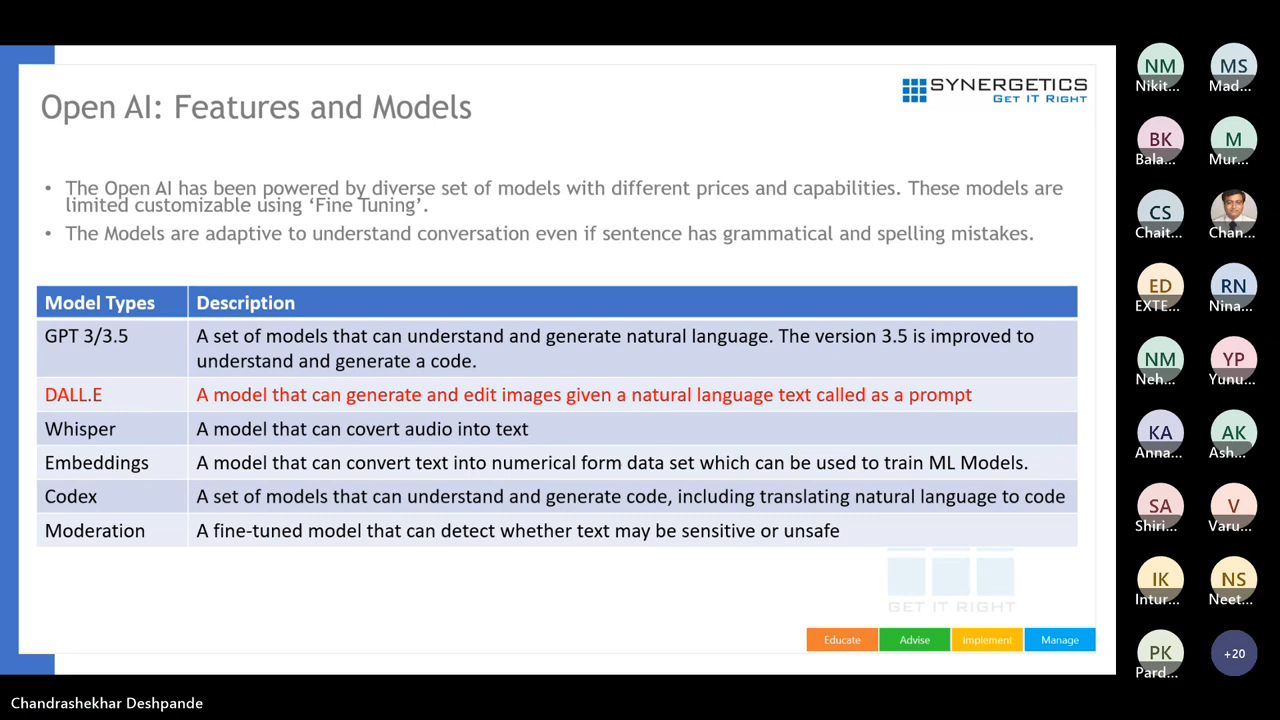 Open AI: Features and Models
SYNERGETICS
GET IT RIGHT
• The Open AI has been powered by diverse set of models with different prices and capabilities. These models are
limited customizable using ‘Fine Tuning’.
• The Models are adaptive to understand conversation even if sentence has grammatical and spelling mistakes.
Model Types Description
GPT 3/3.5 A set of models that can understand and generate natural language. The version 3.5 is improved to
understand and generate a code.
DALL.E A model that can generate and edit images given a natural language text called as a prompt
Whisper A model that can covert audio into text
Embeddings A model that can convert text into numerical form data set which can be used to train ML Models.
Codex A set of models that can understand and generate code, including translating natural language to code
Moderation A fine-tuned model that can detect whether text may be sensitive or unsafe
GET IT RIGHT
Educate Advise Implement Manage
NM MS
Nikit... Mad...
BK M
Bala... Mur...
CS
Chait... Chan...
ED RN
EXTE... Nina...
NM YP
Neh... Yunu...
KA AK
Anna... Ash...
SA V
Shiri... Varu...
IK NS
Intur... Neet...
PK +20
Pard...
Chandrashekhar Deshpande